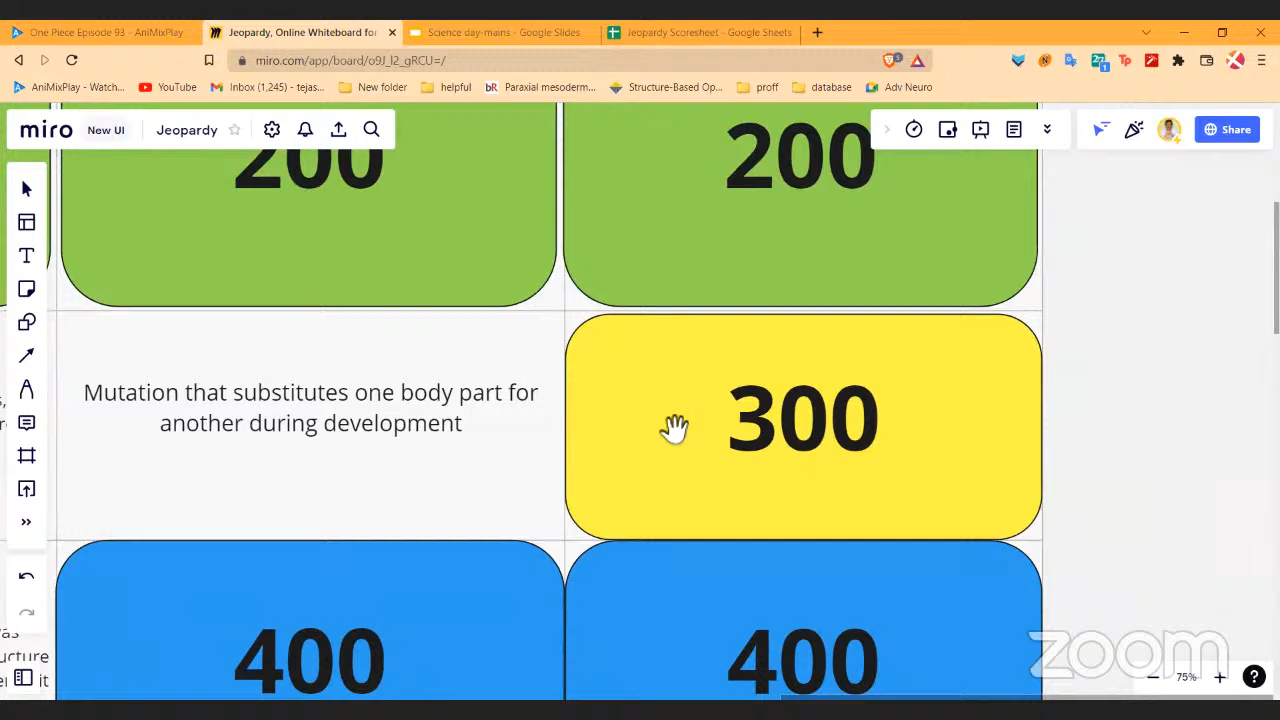 One Piece Episode 93 - AniMixPlay
Jeopardy, Online Whiteboard for
Science day-mains - Google Slides
Jeopardy Scoresheet - Google Sheets
miro.com/app/board/o9J_l2_gRCU=/
AniMixPlay - Watch...
YouTube
Inbox (1,245) - tejas...
New folder
helpful
bR
Paraxial mesoderm...
Structure-Based Op...
proff
database
Adv Neuro
miro
New UI
Jeopardy
Share
200
200
Mutation that substitutes one body part for
another during development
300
400
400
ucture
it
zoom
75%